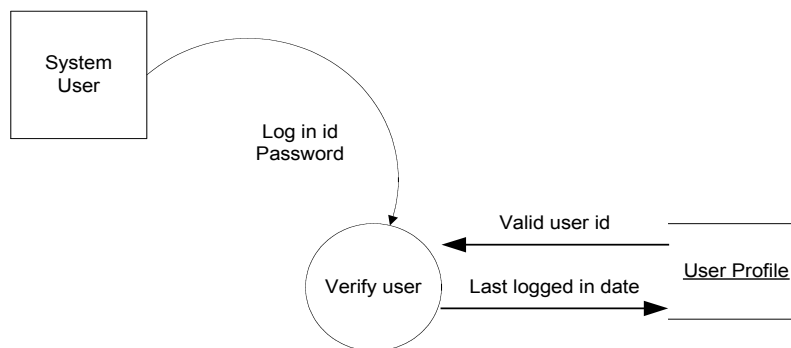 System
User
Log in id
Password
Valid user id
Verify user
Last logged in date
User Profile